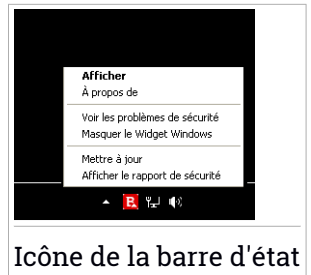 Afficher
À propos de
Voir les problèmes de sécurité
Masquer le Widget Windows
Mettre à jour
Afficher le rapport de sécurité
B
Icône de la barre d'état